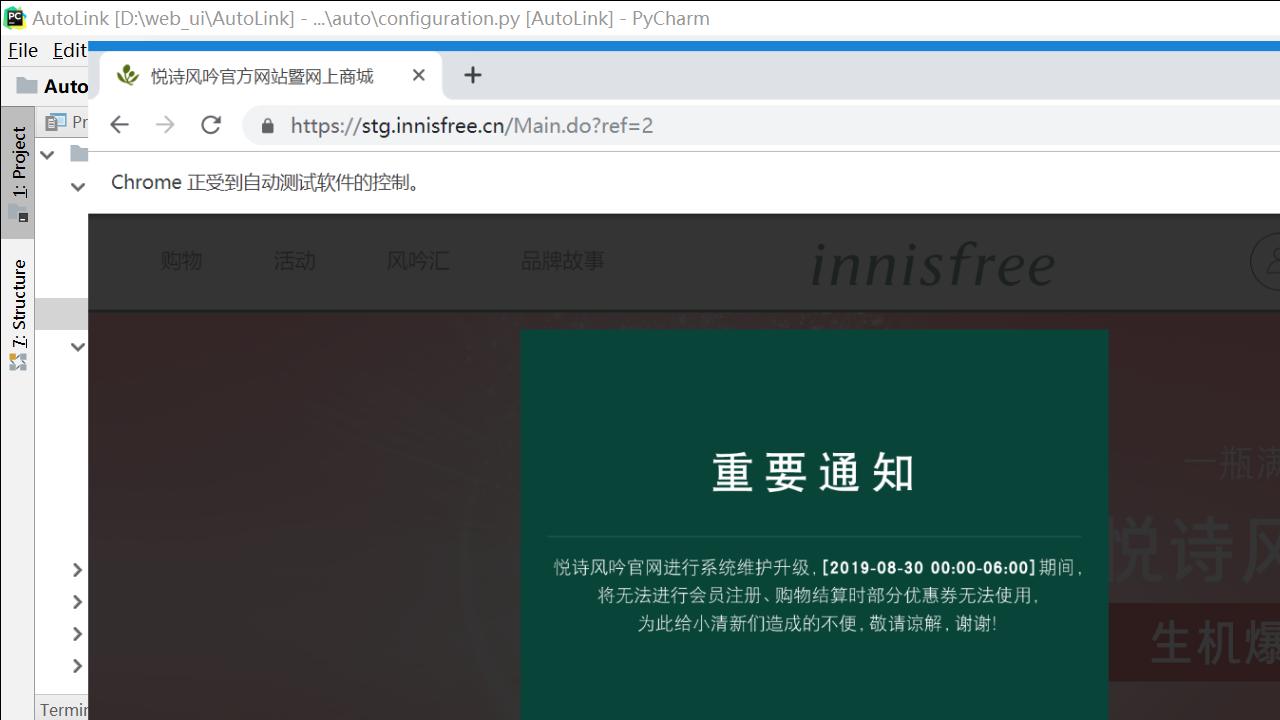 AutoLink [D:\web_ui\AutoLink] - ...\auto\configuration.py [AutoLink] - PyCharm
File Edit
悦诗风吟官方网站暨网上商城
Auto
https://stg.innisfree.cn/Main.do?ref=2
Pr
1: Project
Chrome 正受到自动测试软件的控制。
购物 活动 风吟汇 品牌故事 innisfree
7: Structure
重要通知
一瓶满
悦诗风
悦诗风吟官网进行系统维护升级,[2019-08-30 00:00-06:00]期间,
将无法进行会员注册、购物结算时部分优惠券无法使用,
为此给小清新们造成的不便,敬请谅解,谢谢!
生机爆
Termin